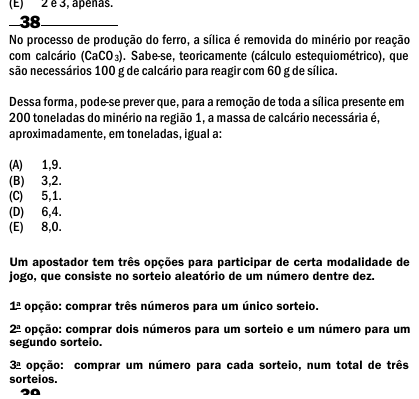 (E) 2 e 3, apenas.
38
No processo de produção do ferro, a sílica é removida do minério por reação
com calcário (CaCO3). Sabe-se, teoricamente (cálculo estequiométrico), que
são necessários 100 g de calcário para reagir com 60 g de sílica.
Dessa forma, pode-se prever que, para a remoção de toda a sílica presente em
200 toneladas do minério na região 1, a massa de calcário necessária é,
aproximadamente, em toneladas, igual a:
(A) 1,9.
(B) 3,2.
(C) 5,1.
(D) 6,4.
(E) 8,0.
Um apostador tem três opções para participar de certa modalidade de
jogo, que consiste no sorteio aleatório de um número dentre dez.
1ª opção: comprar três números para um único sorteio.
2ª opção: comprar dois números para um sorteio e um número para um
segundo sorteio.
3ª opção: comprar um número para cada sorteio, num total de três
sorteios.
39